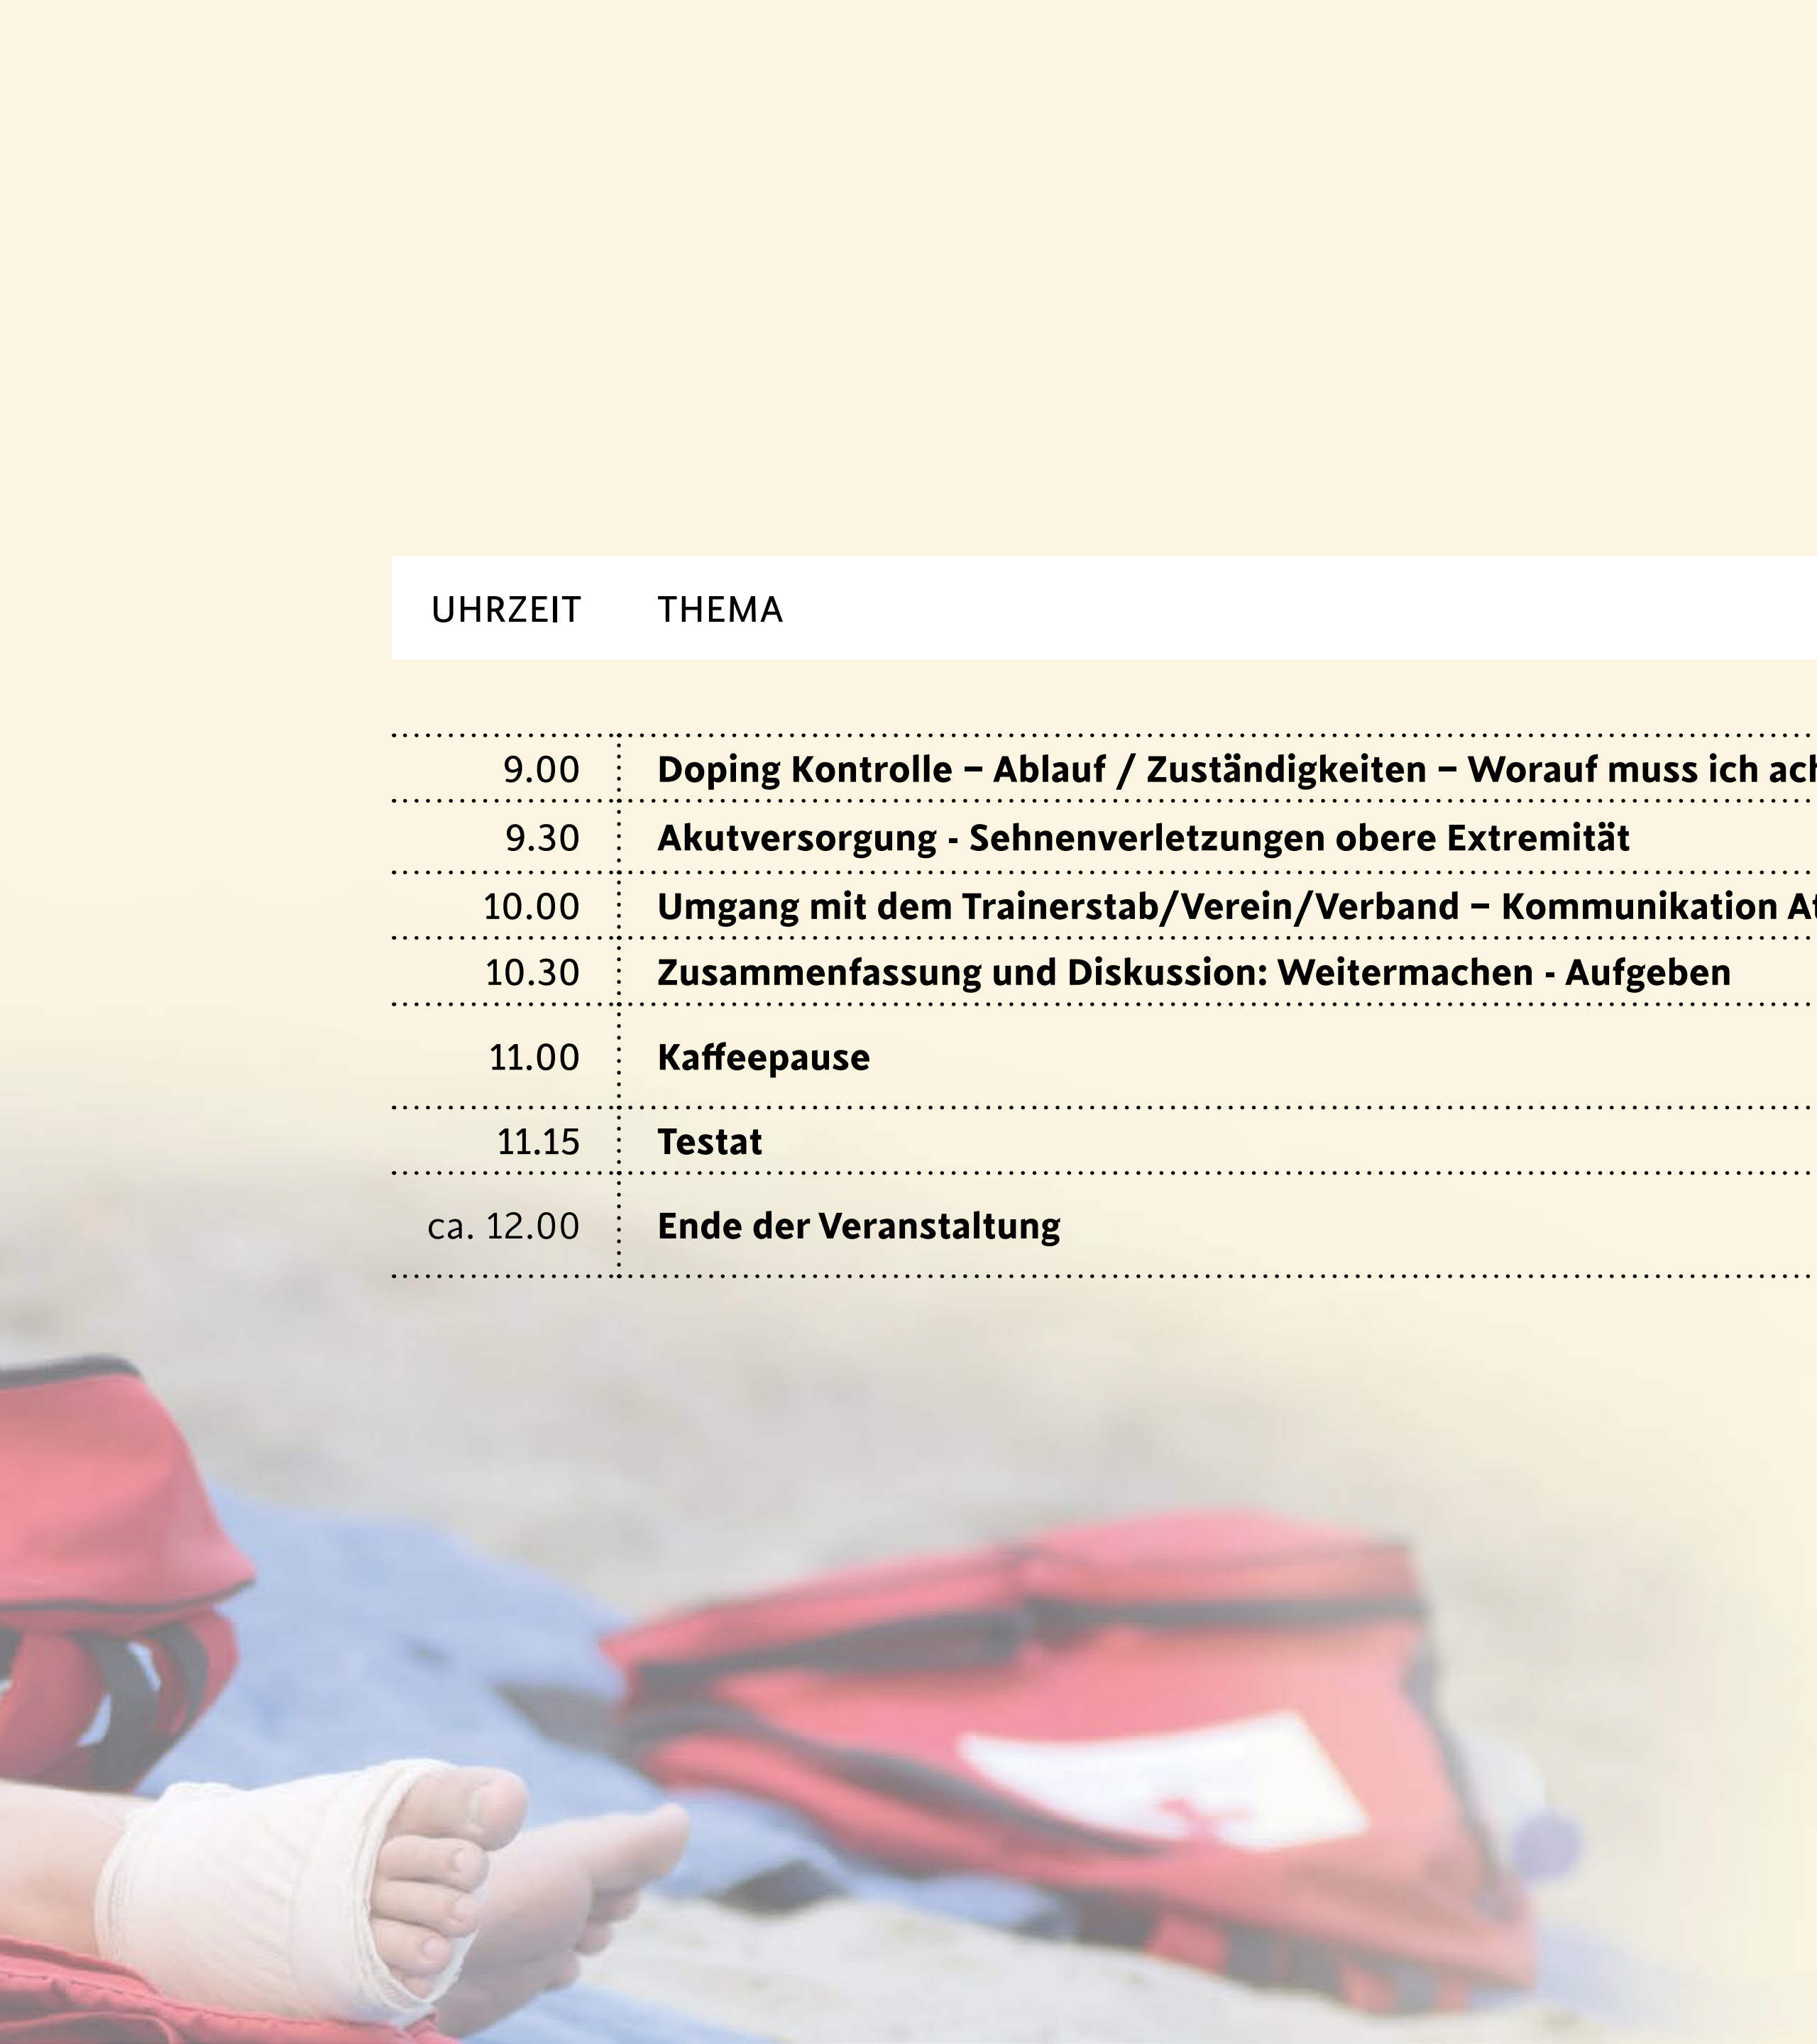 UHRZEIT THEMA
9.00 Doping Kontrolle – Ablauf / Zuständigkeiten – Worauf muss ich
9.30 Akutversorgung - Sehnenverletzungen obere Extremität
10.00 Umgang mit dem Trainerstab/Verein/Verband – Kommunikation
10.30 Zusammenfassung und Diskussion: Weitermachen - Aufgeben
11.00 Kaffeepause
11.15 Testat
ca. 12.00 Ende der Veranstaltung